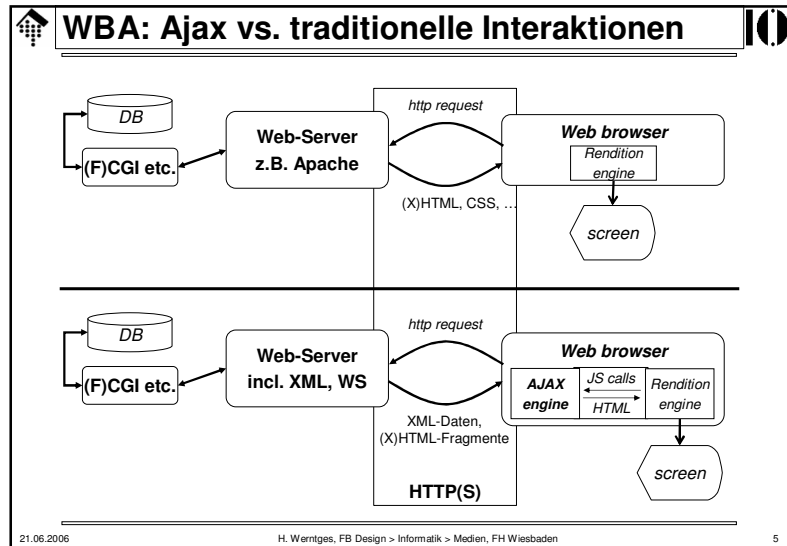 WBA: Ajax vs. traditionelle Interaktionen
DB
(F)CGI etc.
Web-Server
z.B. Apache
http request
(X)HTML, CSS, …
Web browser
Rendition
engine
screen
DB
(F)CGI etc.
Web-Server
incl. XML, WS
http request
XML-Daten,
(X)HTML-Fragmente
HTTP(S)
Web browser
AJAX
engine
JS calls
HTML
Rendition
engine
screen
21.06.2006
H. Werntges, FB Design > Informatik > Medien, FH Wiesbaden
5